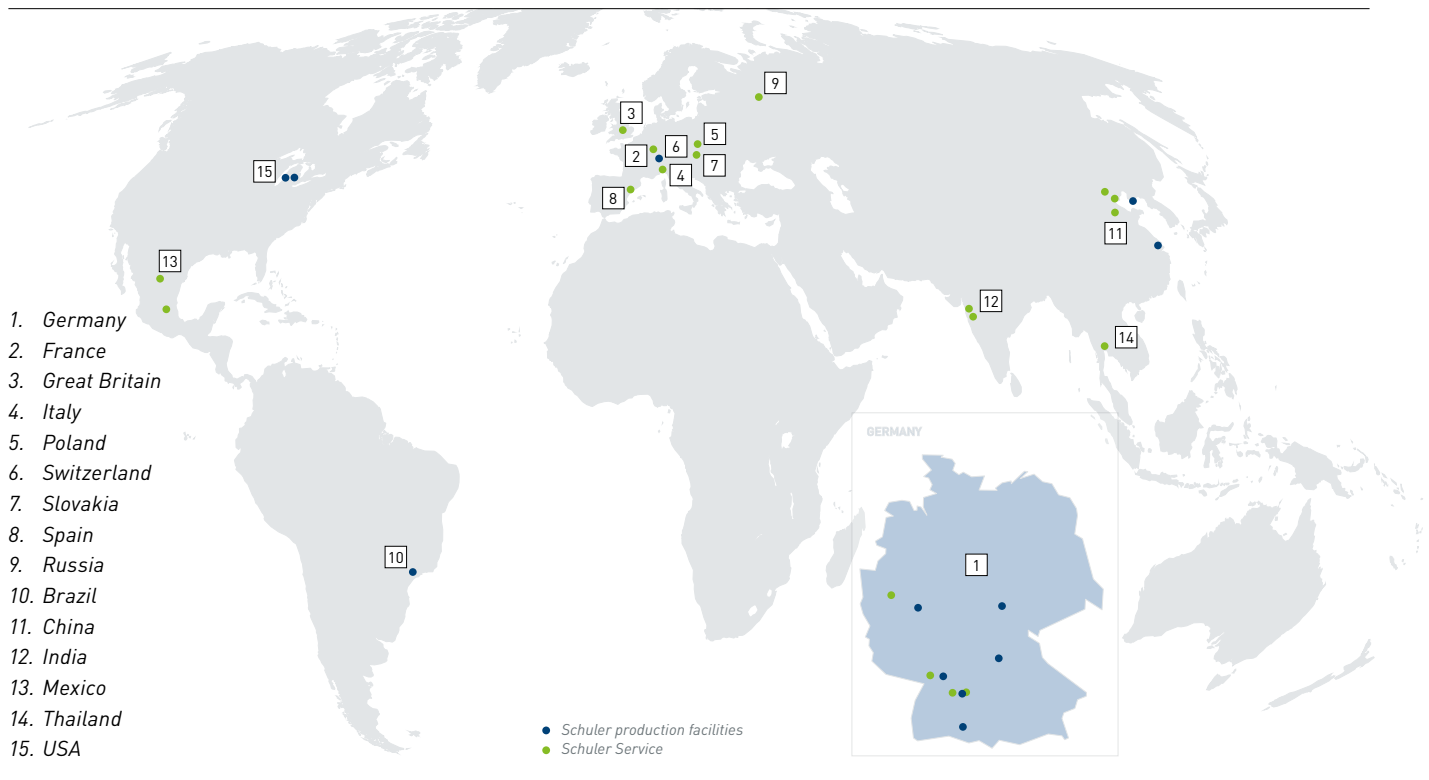 9
3
5
6
2
15
7
4
8
11
13
12
14
1. Germany
2. France
3. Great Britain
4. Italy
5. Poland
6. Switzerland
7. Slovakia
8. Spain
9. Russia
10. Brazil
11. China
12. India
13. Mexico
14. Thailand
15. USA
10
GERMANY
1
Schuler production facilities
Schuler Service